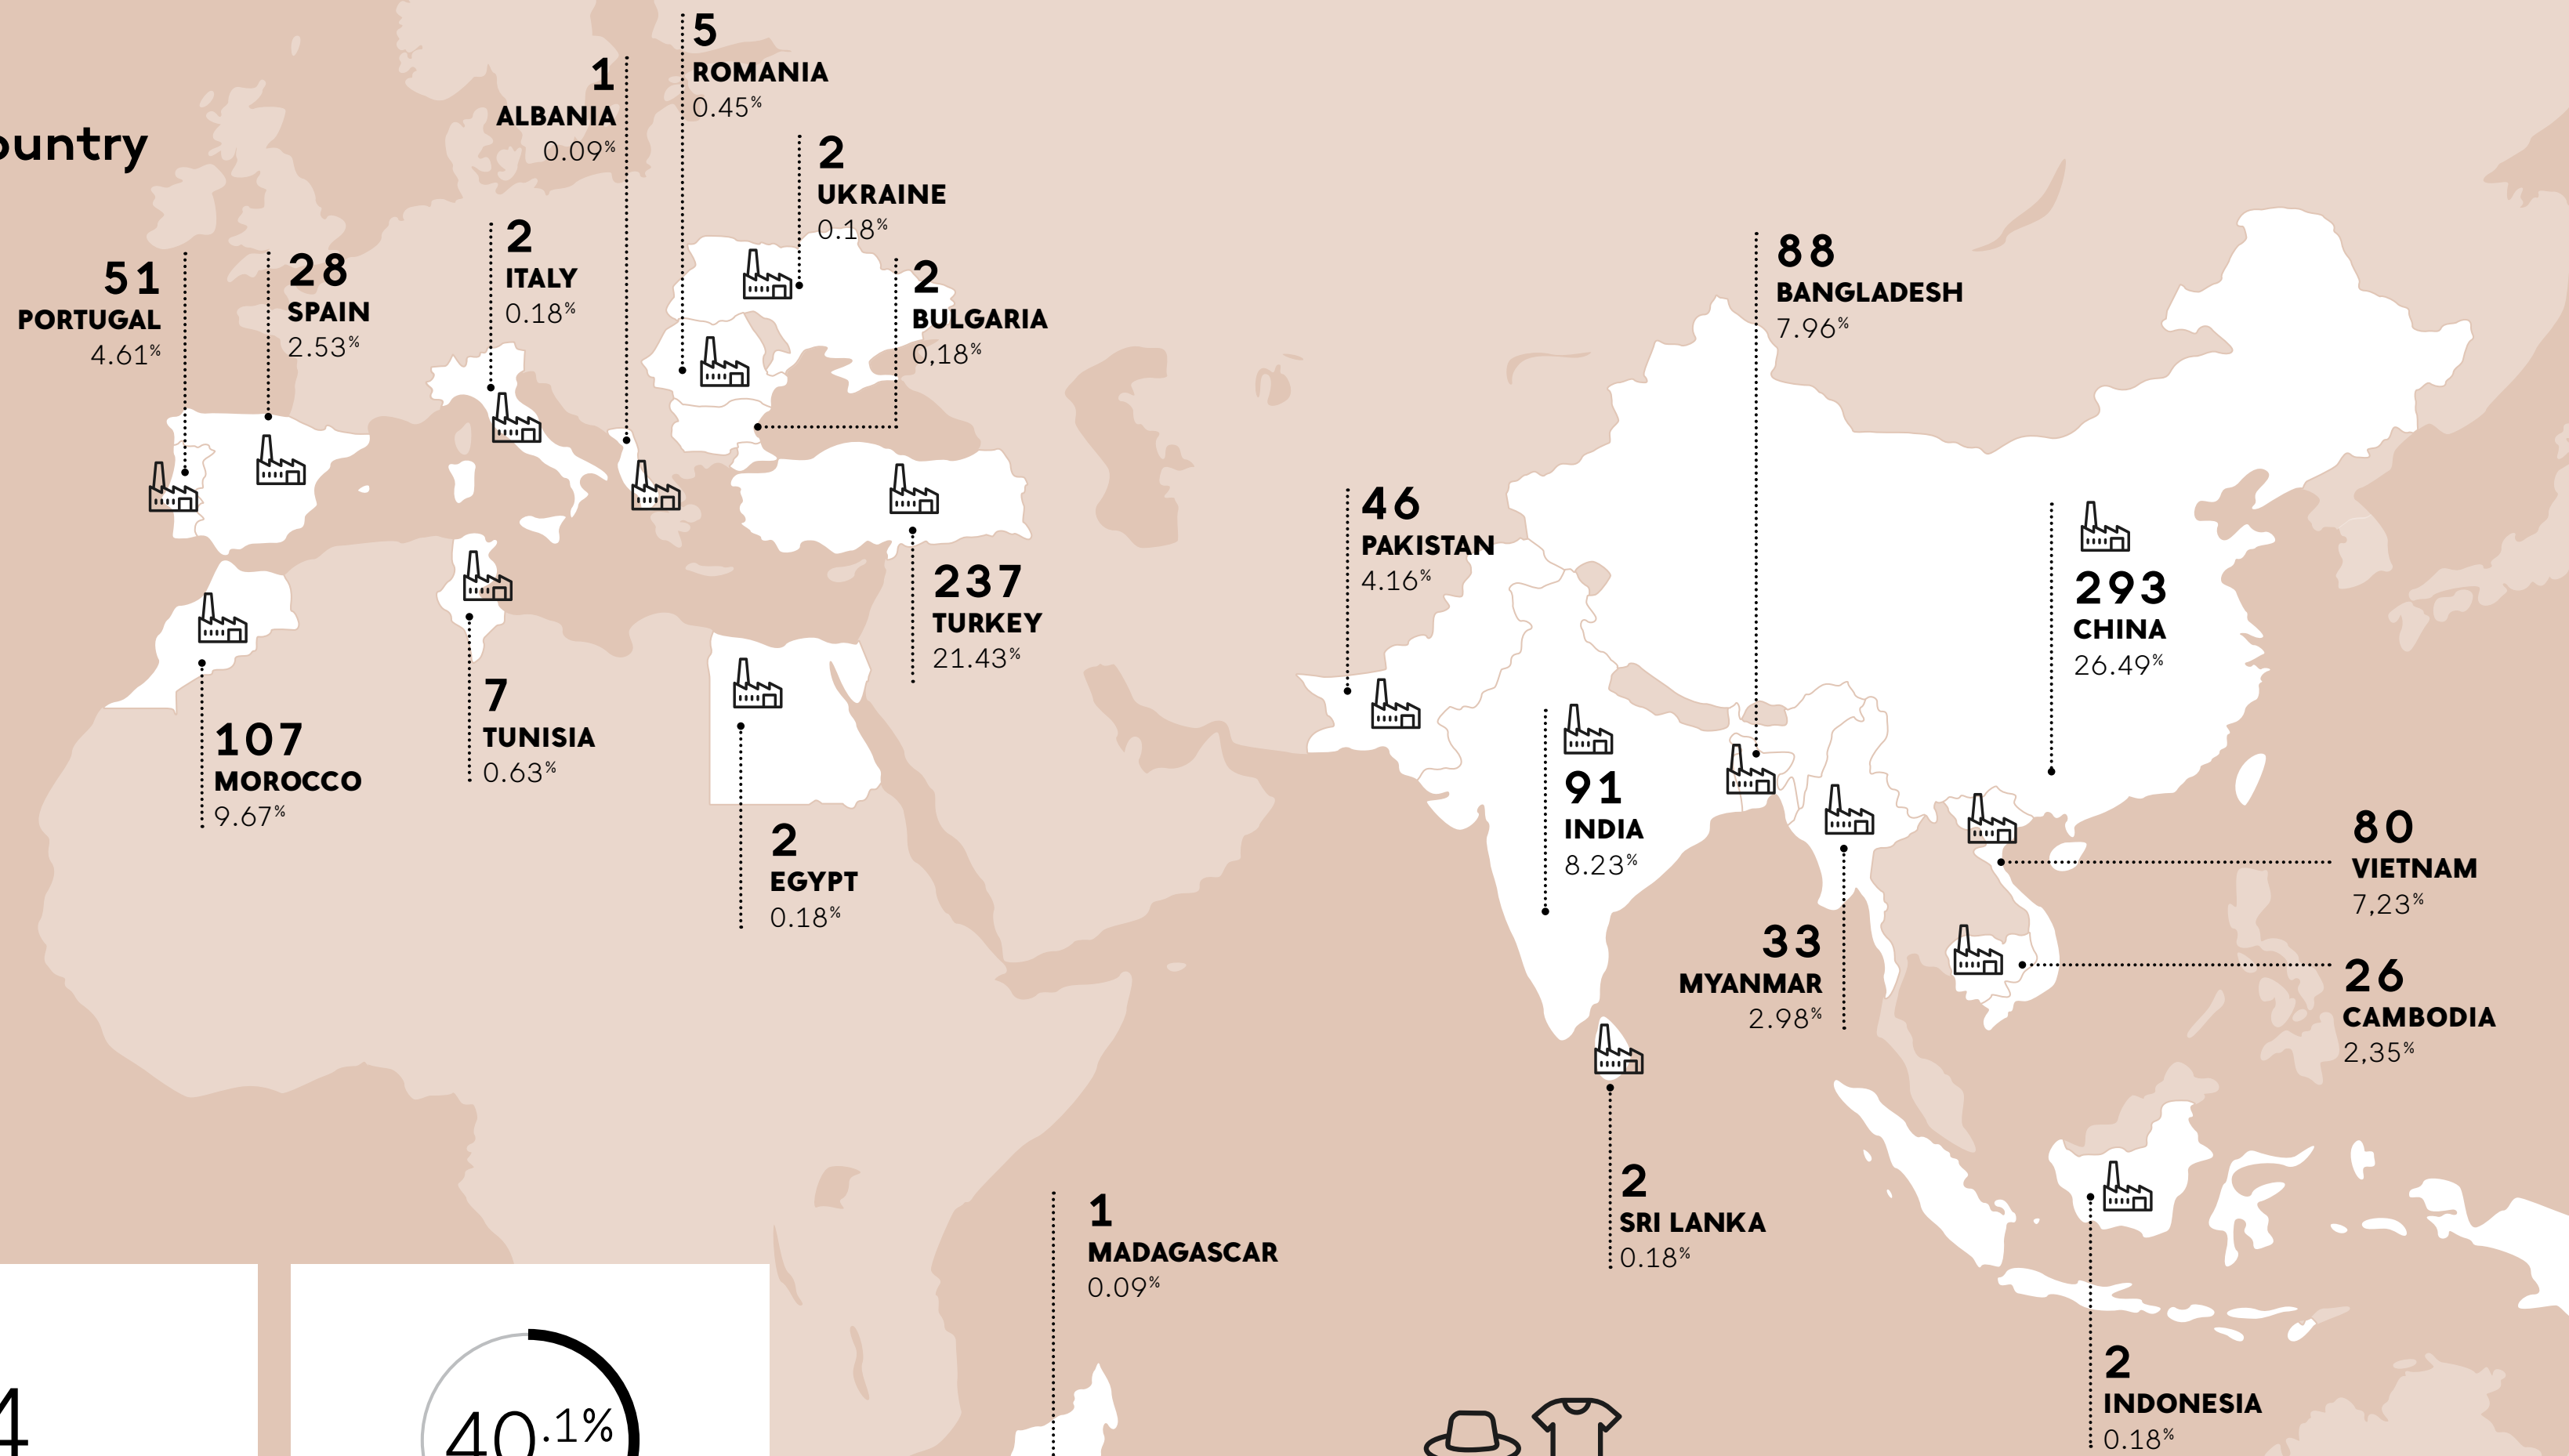 ountry
5
ROMANIA
0.45%
1
ALBANIA
0.09%
2
UKRAINE
0.18%
2
ITALY
0.18%
2
BULGARIA
0,18%
51
PORTUGAL
4.61%
28
SPAIN
2.53%
88
BANGLADESH
7.96%
46
PAKISTAN
4.16%
293
CHINA
26.49%
237
TURKEY
21.43%
107
MOROCCO
9.67%
7
TUNISIA
0.63%
2
EGYPT
0.18%
91
INDIA
8.23%
80
VIETNAM
7,23%
33
MYANMAR
2.98%
26
CAMBODIA
2,35%
2
SRI LANKA
0.18%
1
MADAGASCAR
0.09%
2
INDONESIA
0.18%
4
40.1%